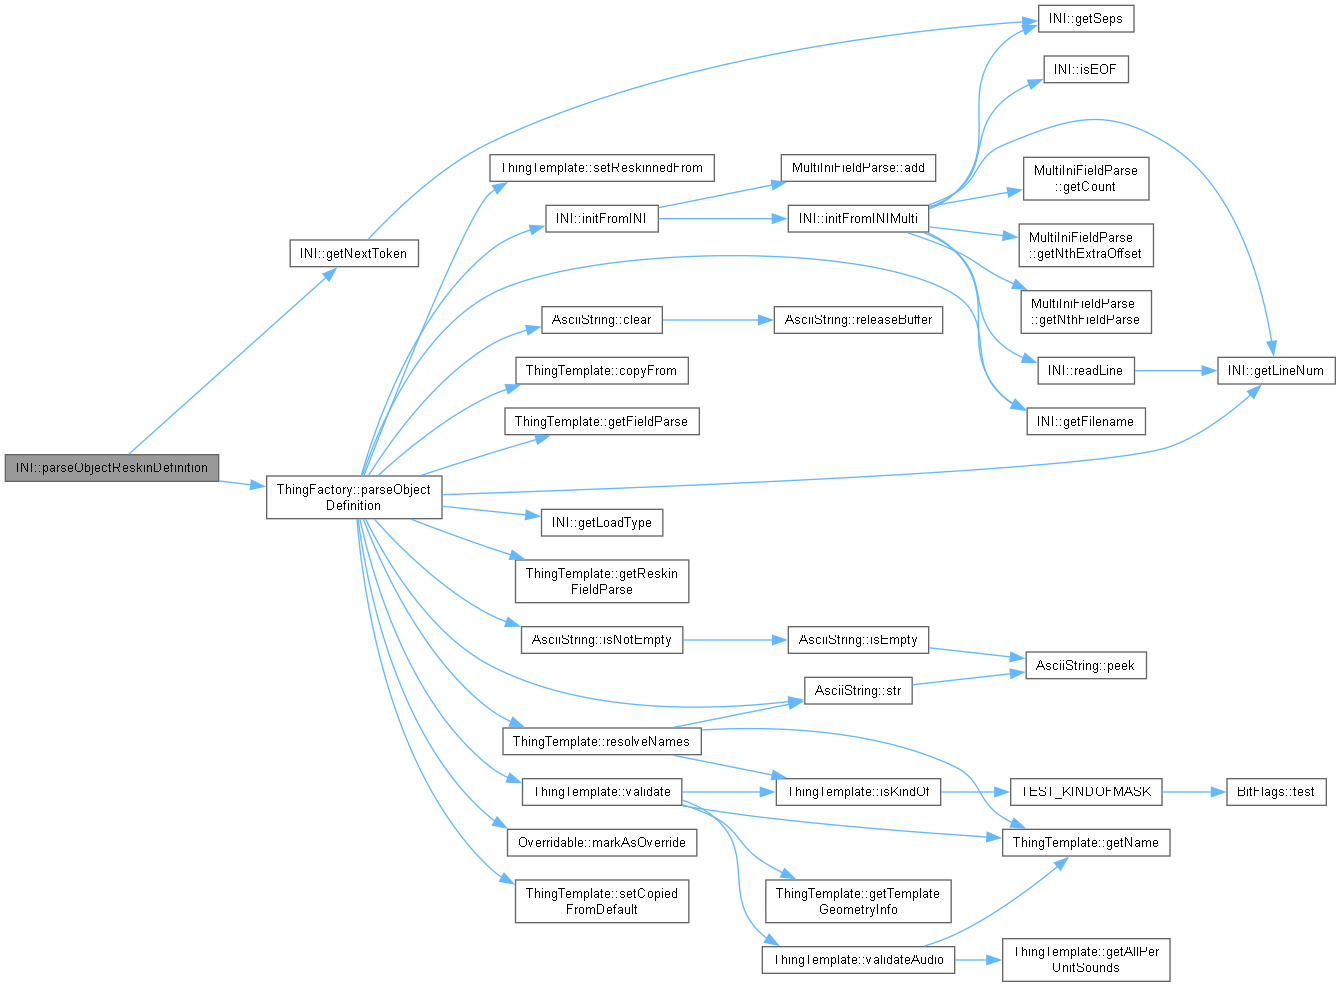 INI::getSeps
INI::isEOF
ThingTemplate::setReskinnedFrom
MultiIniFieldParse::add
MultiIniFieldParse
::getCount
INI::initFromINI
INI::initFromINIMulti
INI::getNextToken
MultiIniFieldParse
::getNthExtraOffset
AsciiString::clear
AsciiString::releaseBuffer
MultiIniFieldParse
::getNthFieldParse
ThingTemplate::copyFrom
INI::readLine
INI::getLineNum
ThingTemplate::getFieldParse
INI::getFilename
INI::parseObjectReskinDefinition
ThingFactory::parseObject
Definition
INI::getLoadType
ThingTemplate::getReskin
FieldParse
AsciiString::isNotEmpty
AsciiString::isEmpty
AsciiString::peek
AsciiString::str
ThingTemplate::resolveNames
ThingTemplate::validate
ThingTemplate::isKindOf
TEST_KINDOFMASK
BitFlags::test
Overridable::markAsOverride
ThingTemplate::getName
ThingTemplate::setCopied
FromDefault
ThingTemplate::getTemplate
GeometryInfo
ThingTemplate::validateAudio
ThingTemplate::getAllPer
UnitSounds